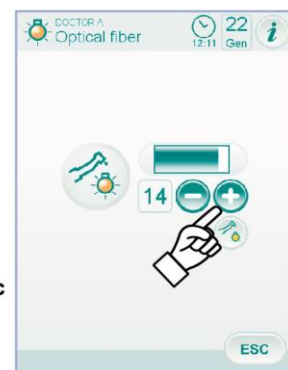 DOCTOR A
Optical fiber
12:11
22
Gen
i
14
c
ESC